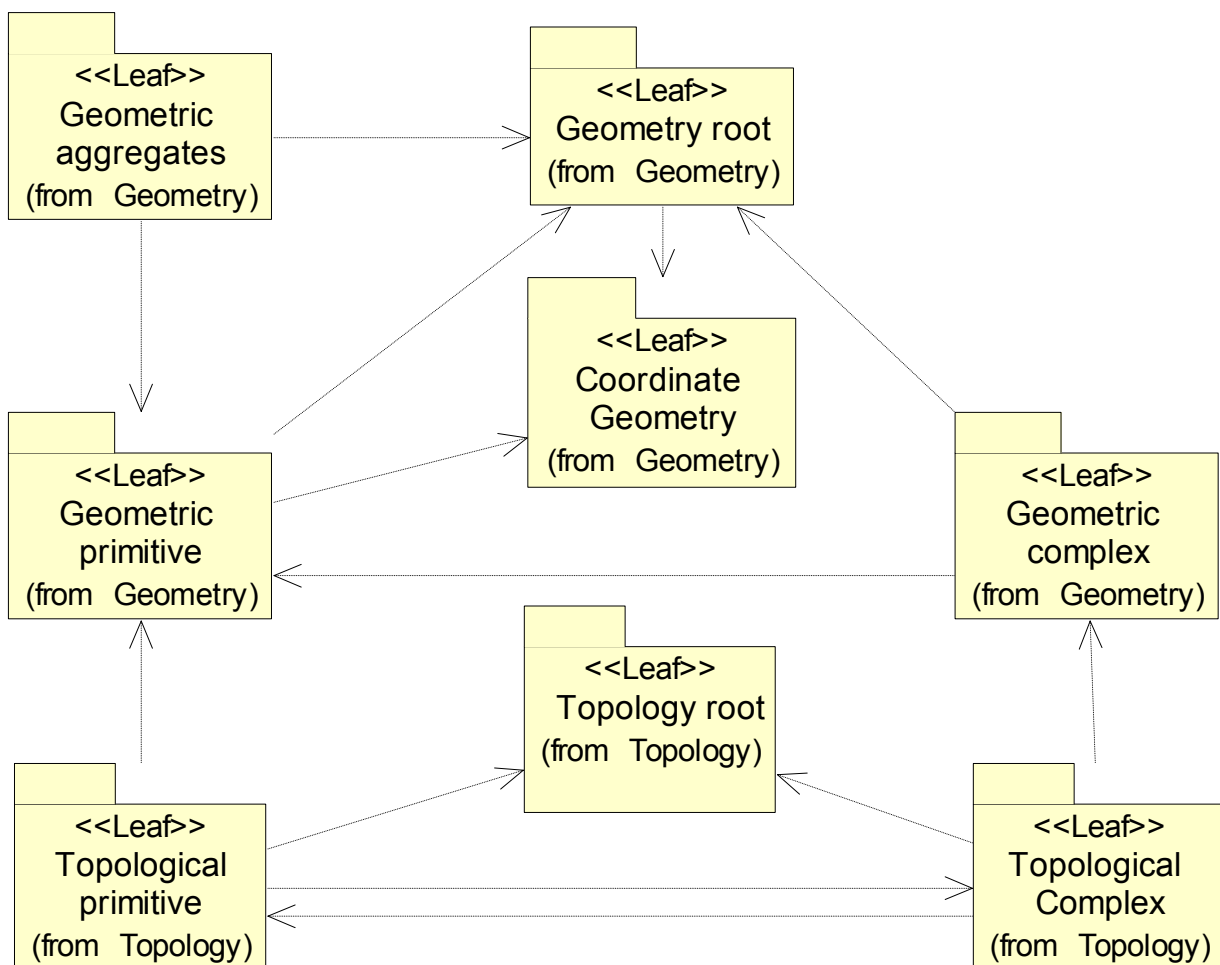 <<Leaf>>
Geometric
aggregates
(from Geometry)
<<Leaf>>
Geometry root
(from Geometry)
<<Leaf>>
Coordinate
Geometry
(from Geometry)
<<Leaf>>
Geometric
primitive
(from Geometry)
<<Leaf>>
Geometric
complex
(from Geometry)
<<Leaf>>
Topology root
(from Topology)
<<Leaf>>
Topological
primitive
(from Topology)
<<Leaf>>
Topological
Complex
(from Topology)